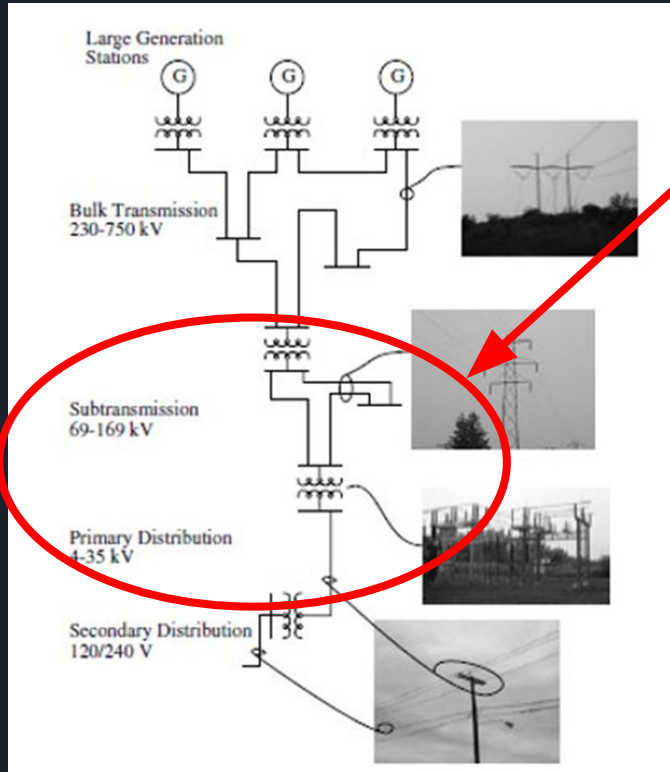 Large Generation
Stations
G
G
G
Bulk Transmission
230-750 kV
Subtransmission
69-169 kV
Primary Distribution
4-35 kV
Secondary Distribution
120/240 V